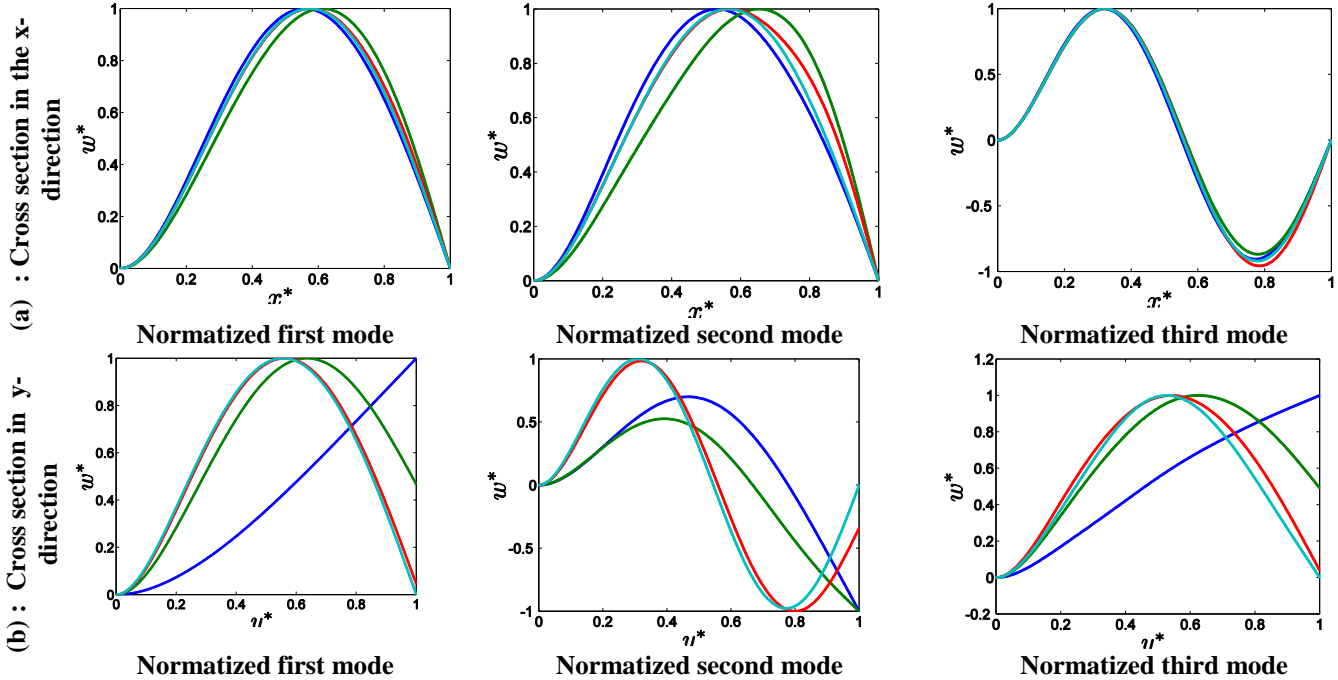 (a) : Cross section in the x-
direction
w*
1
0.8
0.6
0.4
0.2
0
0 0.2 0.4 0.6 0.8 1
x*
Normatized first mode
w*
1
0.8
0.6
0.4
0.2
0
0 0.2 0.4 0.6 0.8 1
x*
Normatized second mode
w*
1
0.5
0
-0.5
-1
0 0.2 0.4 0.6 0.8 1
x*
Normatized third mode
(b) : Cross section in y-
direction
w*
1
0.8
0.6
0.4
0.2
0
0 0.2 0.4 0.6 0.8 1
y*
Normatized first mode
w*
1
0.5
0
-0.5
-1
0 0.2 0.4 0.6 0.8 1
y*
Normatized second mode
w*
1.2
1
0.8
0.6
0.4
0.2
0
-0.2
0 0.2 0.4 0.6 0.8 1
y*
Normatized third mode